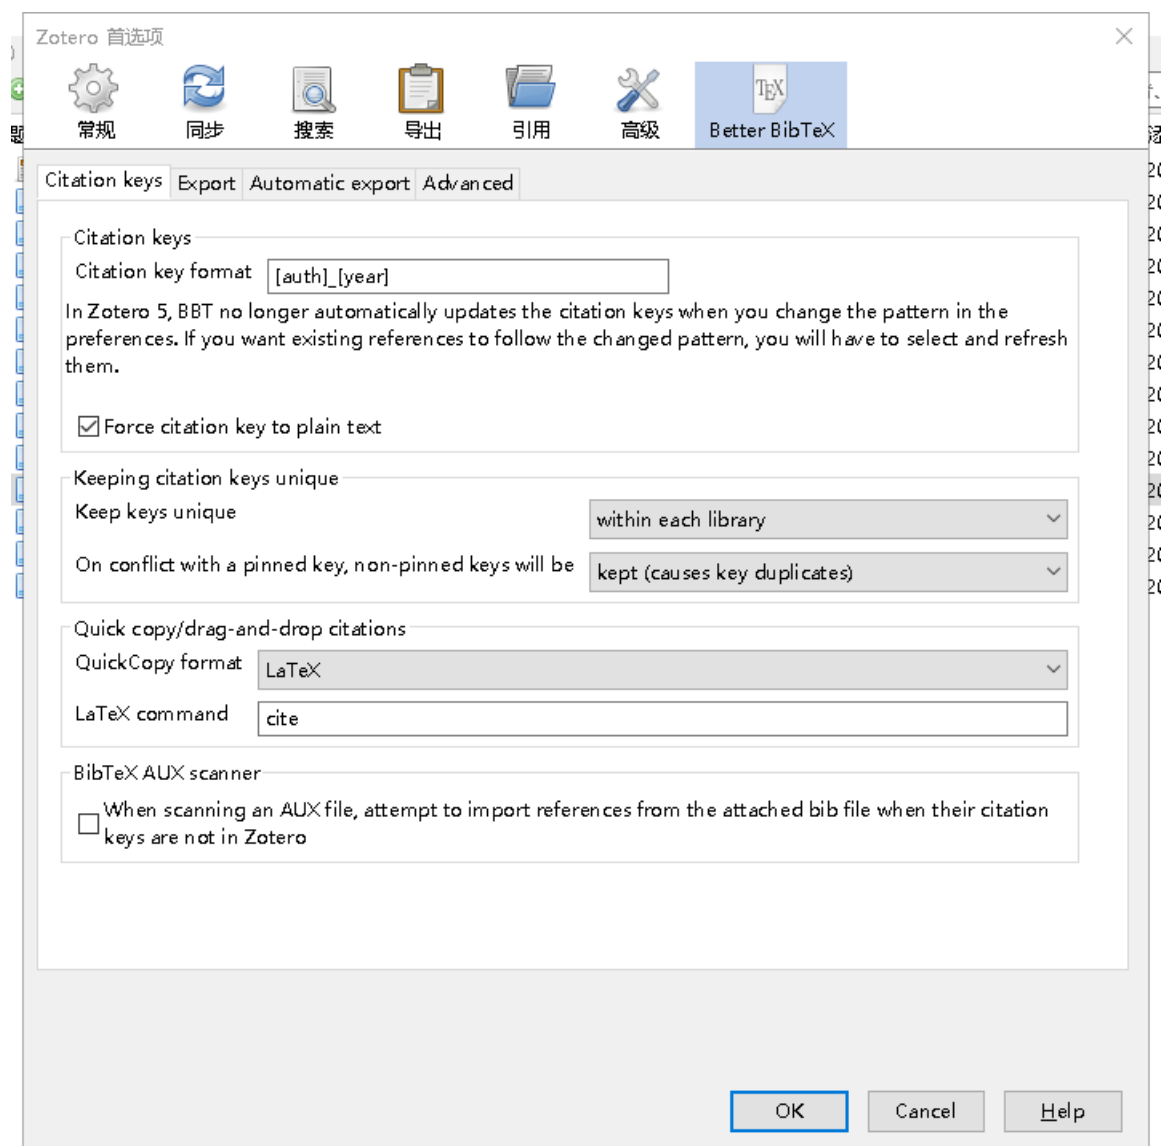 Zotero 首选项
常规 同步 搜索 导出 引用 高级 Better BibTeX
Citation keys Export Automatic export Advanced
Citation keys
Citation key format [auth]_[year]
In Zotero 5, BBT no longer automatically updates the citation keys when you change the pattern in the
preferences. If you want existing references to follow the changed pattern, you will have to select and refresh
them.
Force citation key to plain text
Keeping citation keys unique
Keep keys unique within each library
On conflict with a pinned key, non-pinned keys will be kept (causes key duplicates)
Quick copy/drag-and-drop citations
QuickCopy format LaTeX
LaTeX command cite
BibTeX AUX scanner
When scanning an AUX file, attempt to import references from the attached bib file when their citation
keys are not in Zotero
OK Cancel Help